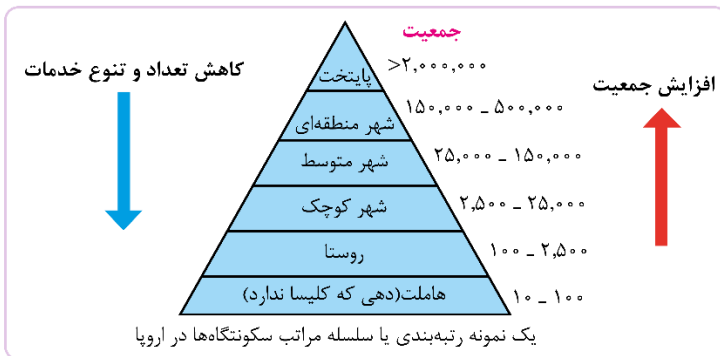 جمعیت
>۲,۰۰۰,۰۰۰
پایتخت
کاهش تعداد و تنوع خدمات
افزایش جمعیت
۱۵۰,۰۰۰ _ ۵۰۰,۰۰۰
شهر منطقه‌ای
۲۵,۰۰۰ _ ۱۵۰,۰۰۰
شهر متوسط
۲,۵۰۰ _ ۲۵,۰۰۰
شهر کوچک
۱۰۰ _ ۲,۵۰۰
روستا
۱۰ _ ۱۰۰
هاملت(دهی که کلیسا ندارد)
یک نمونه رتبه‌بندی یا سلسله مراتب سکونتگاه‌ها در اروپا